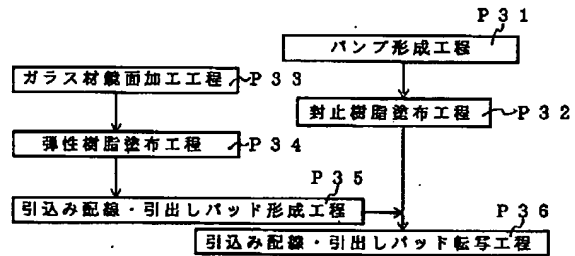 P31
バンプ形成工程
ガラス材鏡面加工工程 P33
封止樹脂塗布工程 P32
弾性樹脂塗布工程 P34
P35
引込み配線・引出しパッド形成工程
P36
引込み配線・引出しパッド転写工程